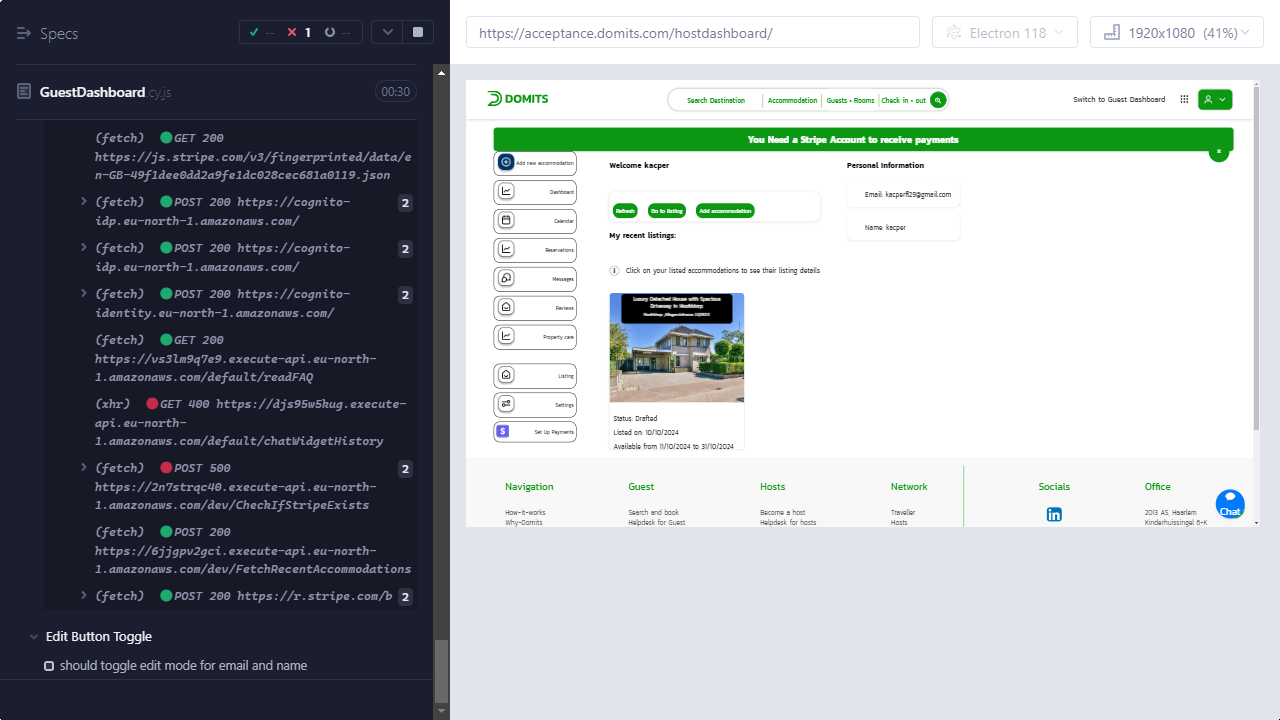 Specs
--
1
--
GuestDashboard.cy.js
00:30
(fetch) GET 200
https://js.stripe.com/v3/fingerprinted/data/e
(fetch) POST 200 https://cognito-
idp.eu-north-1.amazonaws.com/
2
(fetch) POST 200 https://cognito-
idp.eu-north-1.amazonaws.com/
2
(fetch) POST 200 https://cognito-
identity.eu-north-1.amazonaws.com/
2
(fetch) GET 200
https://vs3lm9q7e9.execute-api.eu-north-
1.amazonaws.com/default/readFAQ
(xhr) GET 400 https://djs95w5kug.execute-
api.eu-north-
1.amazonaws.com/default/chatWidgetHistory
(fetch) POST 500
2
https://2n7strqc40.execute-api.eu-north-
1.amazonaws.com/dev/ChechIfStripeExists
(fetch) POST 200
https://6jjgpv2gci.execute-api.eu-north-
1.amazonaws.com/dev/FetchRecentAccommodations
(fetch) POST 200 https://r.stripe.com/b
2
Edit Button Toggle
should toggle edit mode for email and name
https://acceptance.domits.com/hostdashboard/
Electron 118
1920x1080 (41%)
DOMITS
Search Destination
Accommodation
Guests • Rooms
Check in • out
Switch to Guest Dashboard
You Need a Stripe Account to receive payments
×
Add new accommodation
Dashboard
Calendar
Reservations
Messages
Reviews
Property care
Listing
Settings
S
Set Up Payments
Welcome kacper
Refresh
Go to listing
Add accommodation
My recent listings:
Click on your listed accommodations to see their listing details
Luxury Detached House with Spacious
Driveway in Hoofddorp
Status: Drafted
Listed on: 10/10/2024
Available from 11/10/2024 to 31/10/2024
Personal Information
Email: kacperfl29@gmail.com
Name: kacper
Navigation
How-it-works
Why-Domits
Guest
Search and book
Helpdesk for Guest
Hosts
Become a host
Helpdesk for hosts
Network
Traveller
Hosts
Socials
in
Office
2013 AS, Haarlem
Kinderhuissingel 6-K
Chat